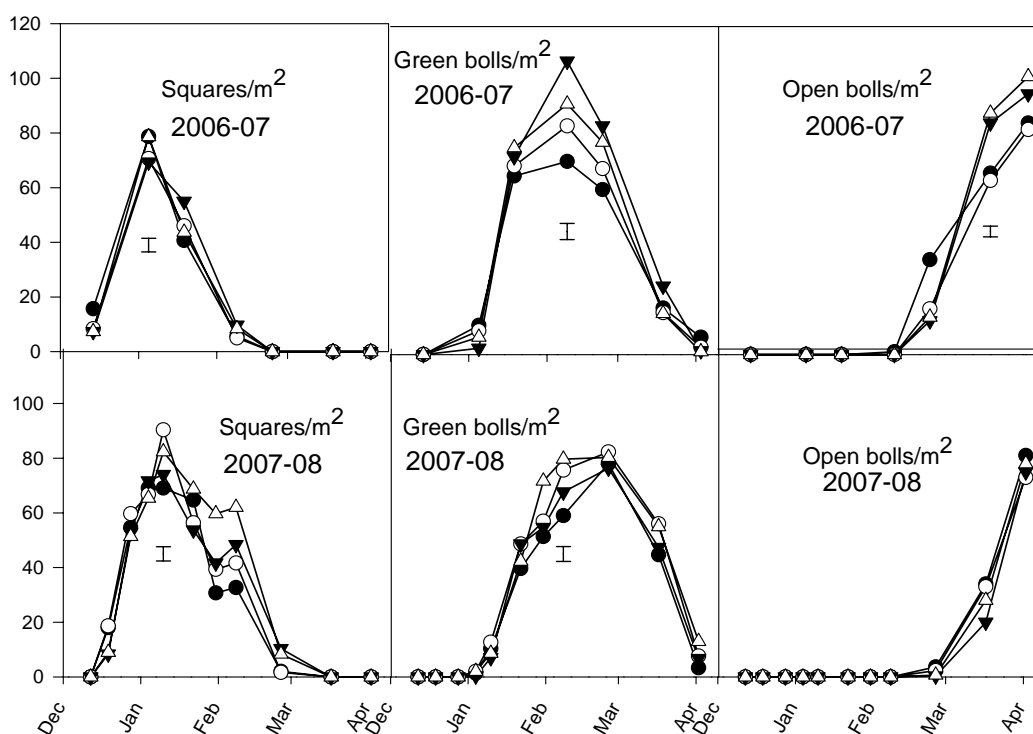 120
100
80
60
40
20
0
Squares/m2
2006-07
Green bolls/m2
2006-07
Open bolls/m2
2006-07
100
80
60
40
20
0
Squares/m2
2007-08
Green bolls/m2
2007-08
Open bolls/m2
2007-08
Dec
Jan
Feb
Mar
Apr
Dec
Jan
Feb
Mar
Apr
Dec
Jan
Feb
Mar
Apr